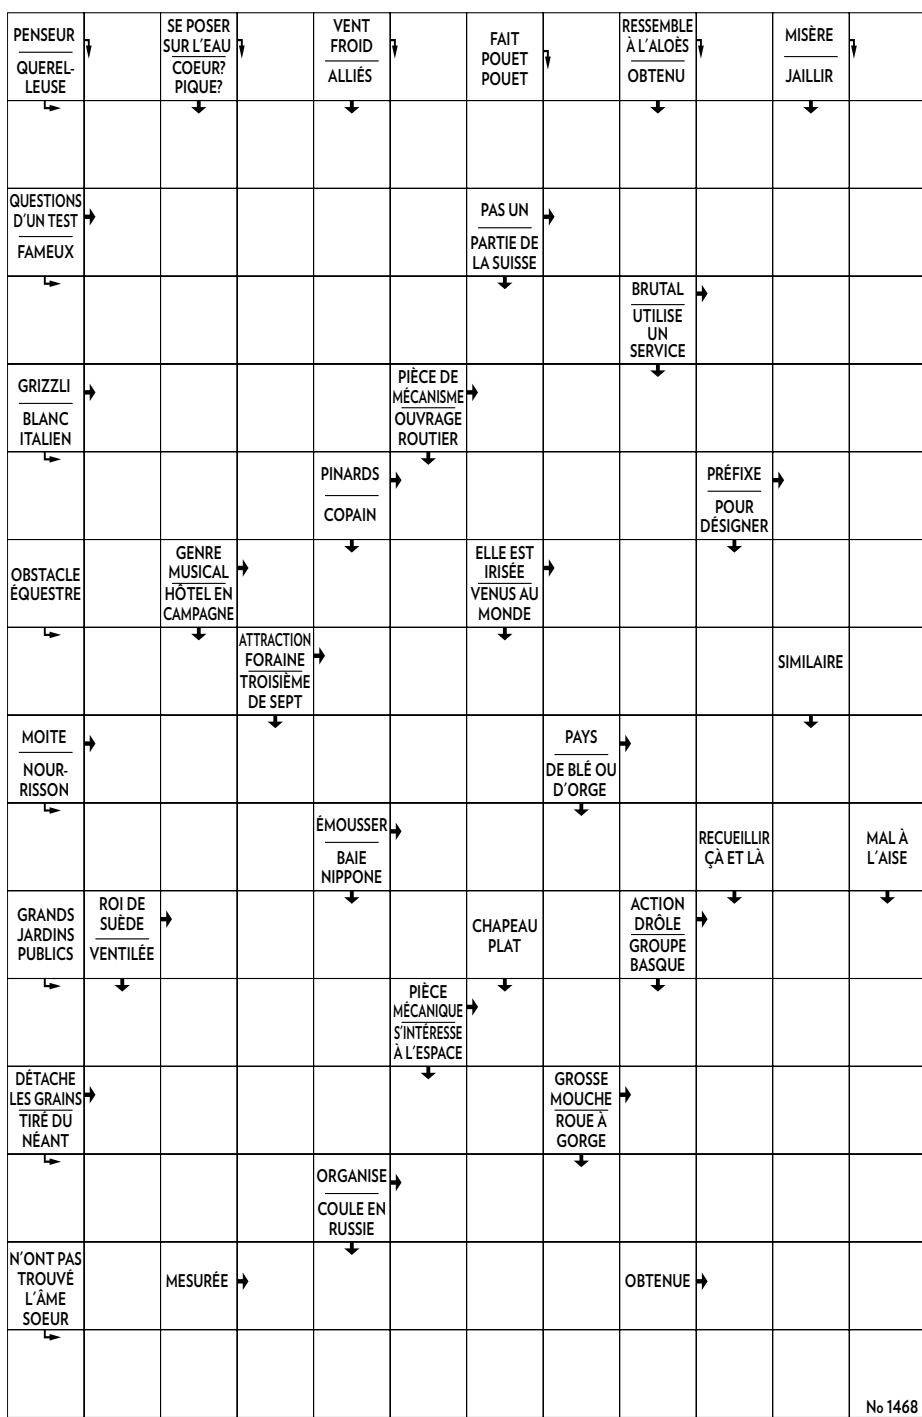 PENSEUR
QUEREL-
LEUSE
SE POSER
SUR L'EAU
COEUR?
PIQUE?
VENT
FROID
ALLIÉS
FAIT
POUET
POUET
RESSEMBLE
À L'ALOÈS
OBTENU
MISÈRE
JAILLIR
QUESTIONS
D'UN TEST
FAMEUX
PAS UN
PARTIE DE
LA SUISSE
BRUTAL
UTILISE
UN
SERVICE
GRIZZLI
BLANC
ITALIEN
PIÈCE DE
MÉCANISME
OUVRAGE
ROUTIER
PINARDS
COPAIN
PRÉFIXE
POUR
DÉSIGNER
OBSTACLE
ÉQUESTRE
GENRE
MUSICAL
HÔTEL EN
CAMPAGNE
ELLE EST
IRISÉE
VENUS AU
MONDE
ATTRACTION
FORAINE
TROISIÈME
DE SEPT
SIMILAIRE
MOITE
NOUR-
RISSON
PAYS
DE BLÉ OU
D'ORGE
ÉMOUSSER
BAIE
NIPPONE
RECUEILLIR
ÇÀ ET LÀ
MAL À
L'AISE
GRANDS
JARDINS
PUBLICS
ROI DE
SUÈDE
VENTILÉE
CHAPEAU
PLAT
ACTION
DRÔLE
GROUPE
BASQUE
PIÈCE
MÉCANIQUE
S'INTÉRESSE
À L'ESPACE
DÉTACHE
LES GRAINS
TIRÉ DU
NÉANT
GROSSE
MOUCHE
ROUE À
GORGE
ORGANISE
COULE EN
RUSSIE
N'ONT PAS
TROUVÉ
L'ÂME
SOEUR
MESURÉE
OBTENUE
No 1468